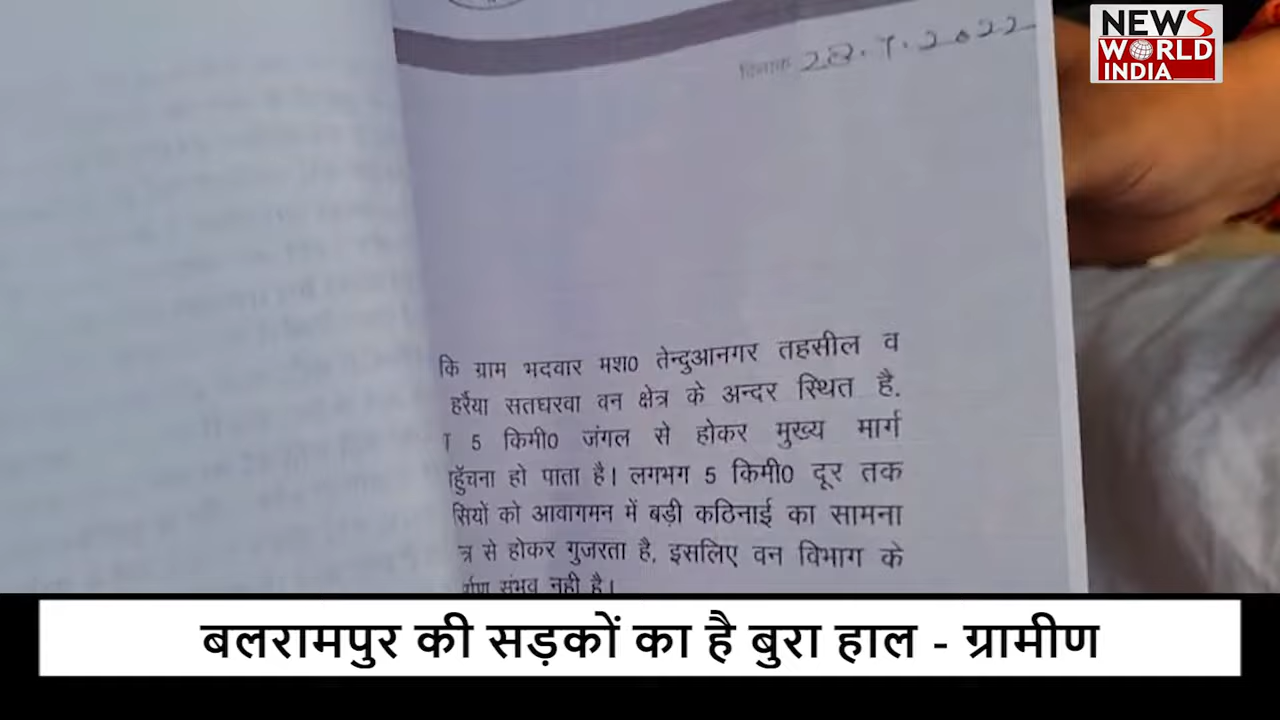 NEWS
WORLD
INDIA
दिनांक 28.7.2022
कि ग्राम भदवार मश0 तेन्दुआनगर तहसील व
हर्रैया सतघरवा वन क्षेत्र के अन्दर स्थित है.
5 किमी0 जंगल से होकर मुख्य मार्ग
हुँचना हो पाता है। लगभग 5 किमी0 दूर तक
सियों को आवागमन में बड़ी कठिनाई का सामना
त्र से होकर गुजरता है, इसलिए वन विभाग के
संभव नही है।
बलरामपुर की सड़कों का है बुरा हाल - ग्रामीण